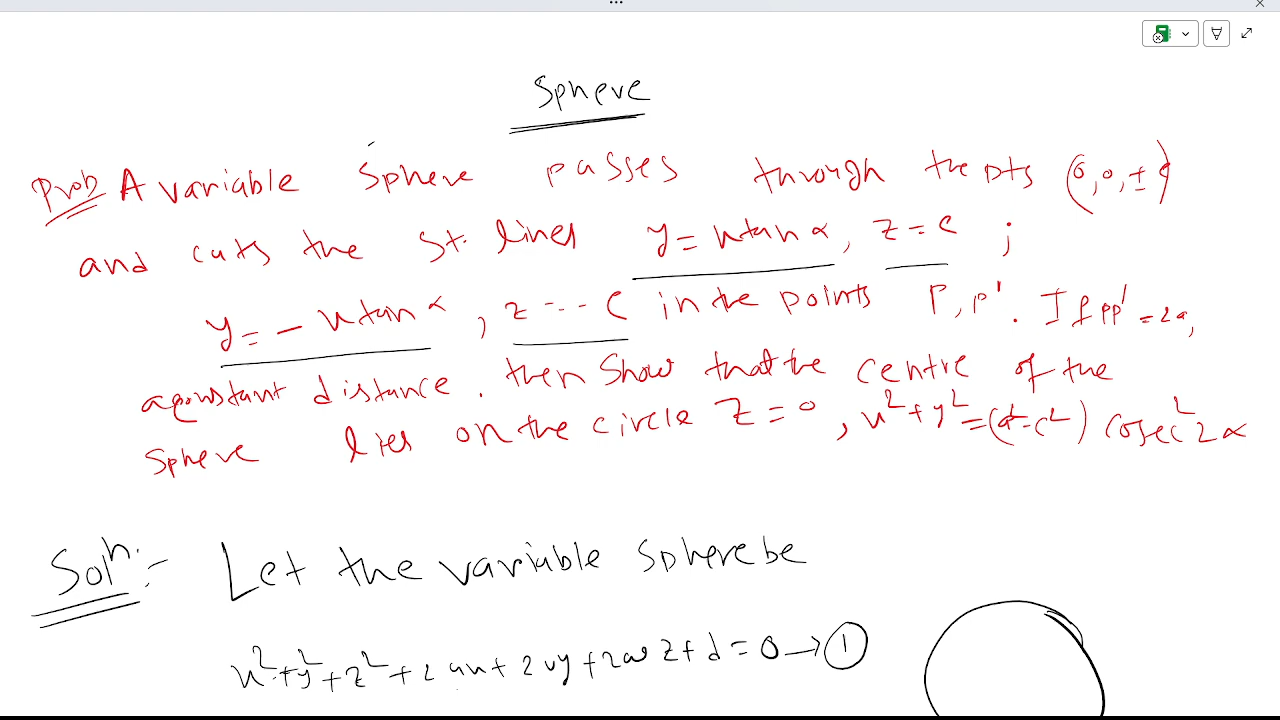 Sphere
Prob A variable sphere passes through the pts (0, 0, ± c)
and cuts the st. lines y = x tan α, z = c ;
y = - x tan α, z = - c in the points P, P'. If PP' = 2a,
a constant distance. then show that the centre of the
sphere lies on the circle z = 0, x² + y² = (a² - c²) cosec² 2α
Solⁿ. :- Let the variable sphere be
x² + y² + z² + 2ux + 2vy + 2wz + d = 0 → ①